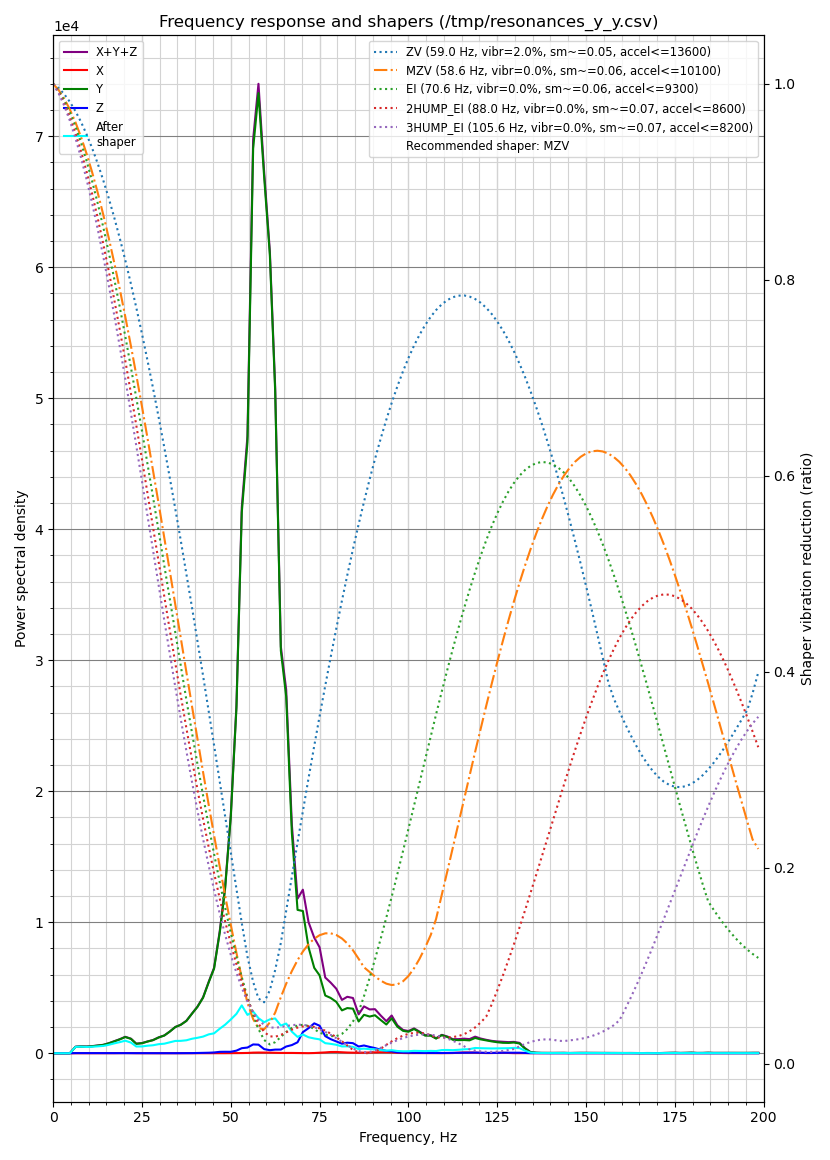 Frequency response and shapers (/tmp/resonances_y_y.csv)
1e4
X+Y+Z
X
Y
Z
After
shaper
ZV (59.0 Hz, vibr=2.0%, sm~=0.05, accel<=13600)
MZV (58.6 Hz, vibr=0.0%, sm~=0.06, accel<=10100)
EI (70.6 Hz, vibr=0.0%, sm~=0.06, accel<=9300)
2HUMP_EI (88.0 Hz, vibr=0.0%, sm~=0.07, accel<=8600)
3HUMP_EI (105.6 Hz, vibr=0.0%, sm~=0.07, accel<=8200)
Recommended shaper: MZV
Power spectral density
7
6
5
4
3
2
1
0
1.0
0.8
0.6
0.4
0.2
0.0
Shaper vibration reduction (ratio)
0 25 50 75 100 125 150 175 200
Frequency, Hz